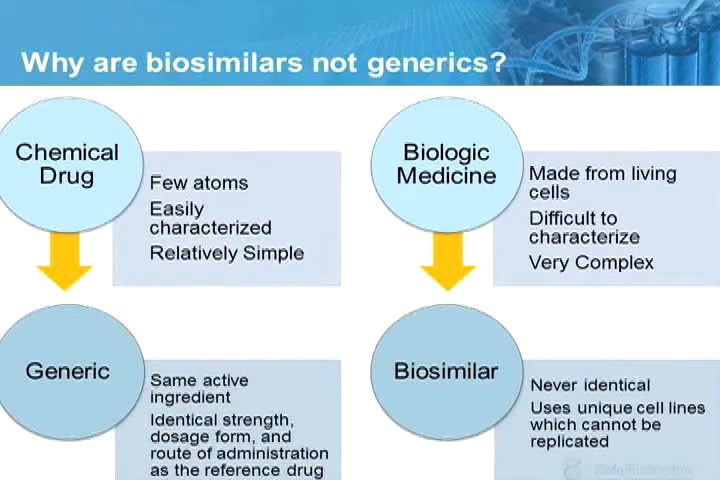 Why are biosimilars not generics?
Chemical
Drug
Few atoms
Easily
characterized
Relatively Simple
Biologic
Medicine
Made from living
cells
Difficult to
characterize
Very Complex
Generic
Same active
ingredient
Identical strength,
dosage form, and
route of administration
as the reference drug
Biosimilar
Never identical
Uses unique cell lines
which cannot be
replicated